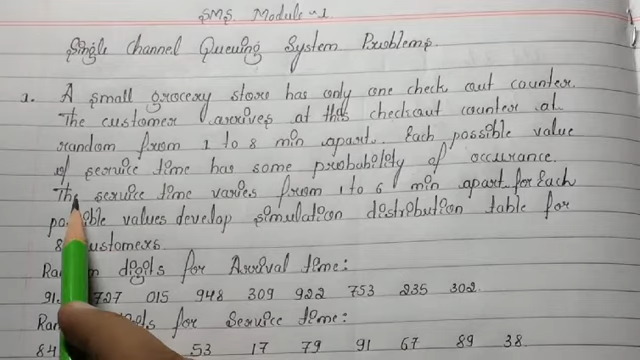 SMS. Module-1.
Single Channel Queuing System Problems.
1. A small grocery store has only one check out counter.
The customer arrives at this checkout counter at
random from 1 to 8 min apart. Each possible value
of service time has some probability of occurance.
The service time varies from 1 to 6 min apart for Each
possible values develop simulation distribution table for
8 customers
Random digits for Arrival time:
91 727 015 948 309 922 753 235 302.
for Service time:
84 53 17 79 91 67 89 38.